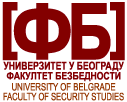 [ФБ]
УНИВЕРЗИТЕТ У БЕОГРАДУ
ФАКУЛТЕТ БЕЗБЕДНОСТИ
UNIVERSITY OF BELGRADE
FACULTY OF SECURITY STUDIES